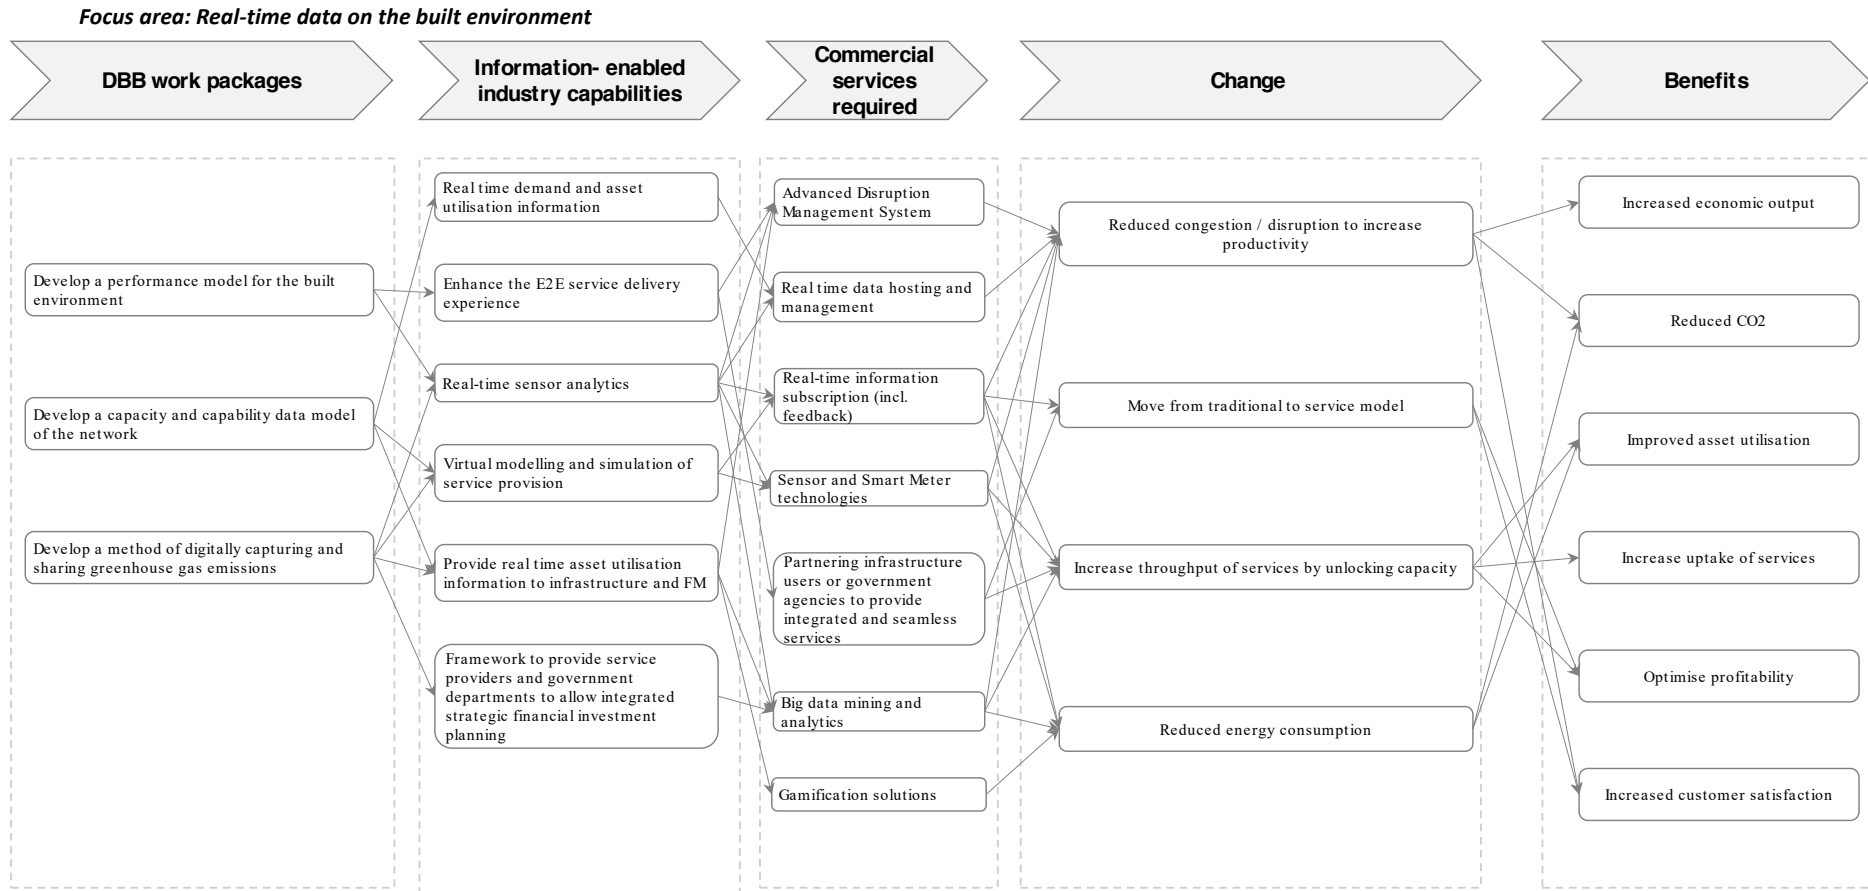 Focus area: Real-time data on the built environment
DBB work packages
Information- enabled
industry capabilities
Commercial
services
required
Change
Benefits
Develop a performance model for the built
environment
Develop a capacity and capability data model
of the network
Develop a method of digitally capturing and
sharing greenhouse gas emissions
Real time demand and asset
utilisation information
Enhance the E2E service delivery
experience
Real-time sensor analytics
Virtual modelling and simulation of
service provision
Provide real time asset utilisation
information to infrastructure and FM
Framework to provide service
providers and government
departments to allow integrated
strategic financial investment
planning
Advanced Disruption
Management System
Real time data hosting and
management
Real-time information
subscription (incl.
feedback)
Sensor and Smart Meter
technologies
Partnering infrastructure
users or government
agencies to provide
integrated and seamless
services
Big data mining and
analytics
Gamification solutions
Reduced congestion / disruption to increase
productivity
Move from traditional to service model
Increase throughput of services by unlocking capacity
Reduced energy consumption
Increased economic output
Reduced CO2
Improved asset utilisation
Increase uptake of services
Optimise profitability
Increased customer satisfaction